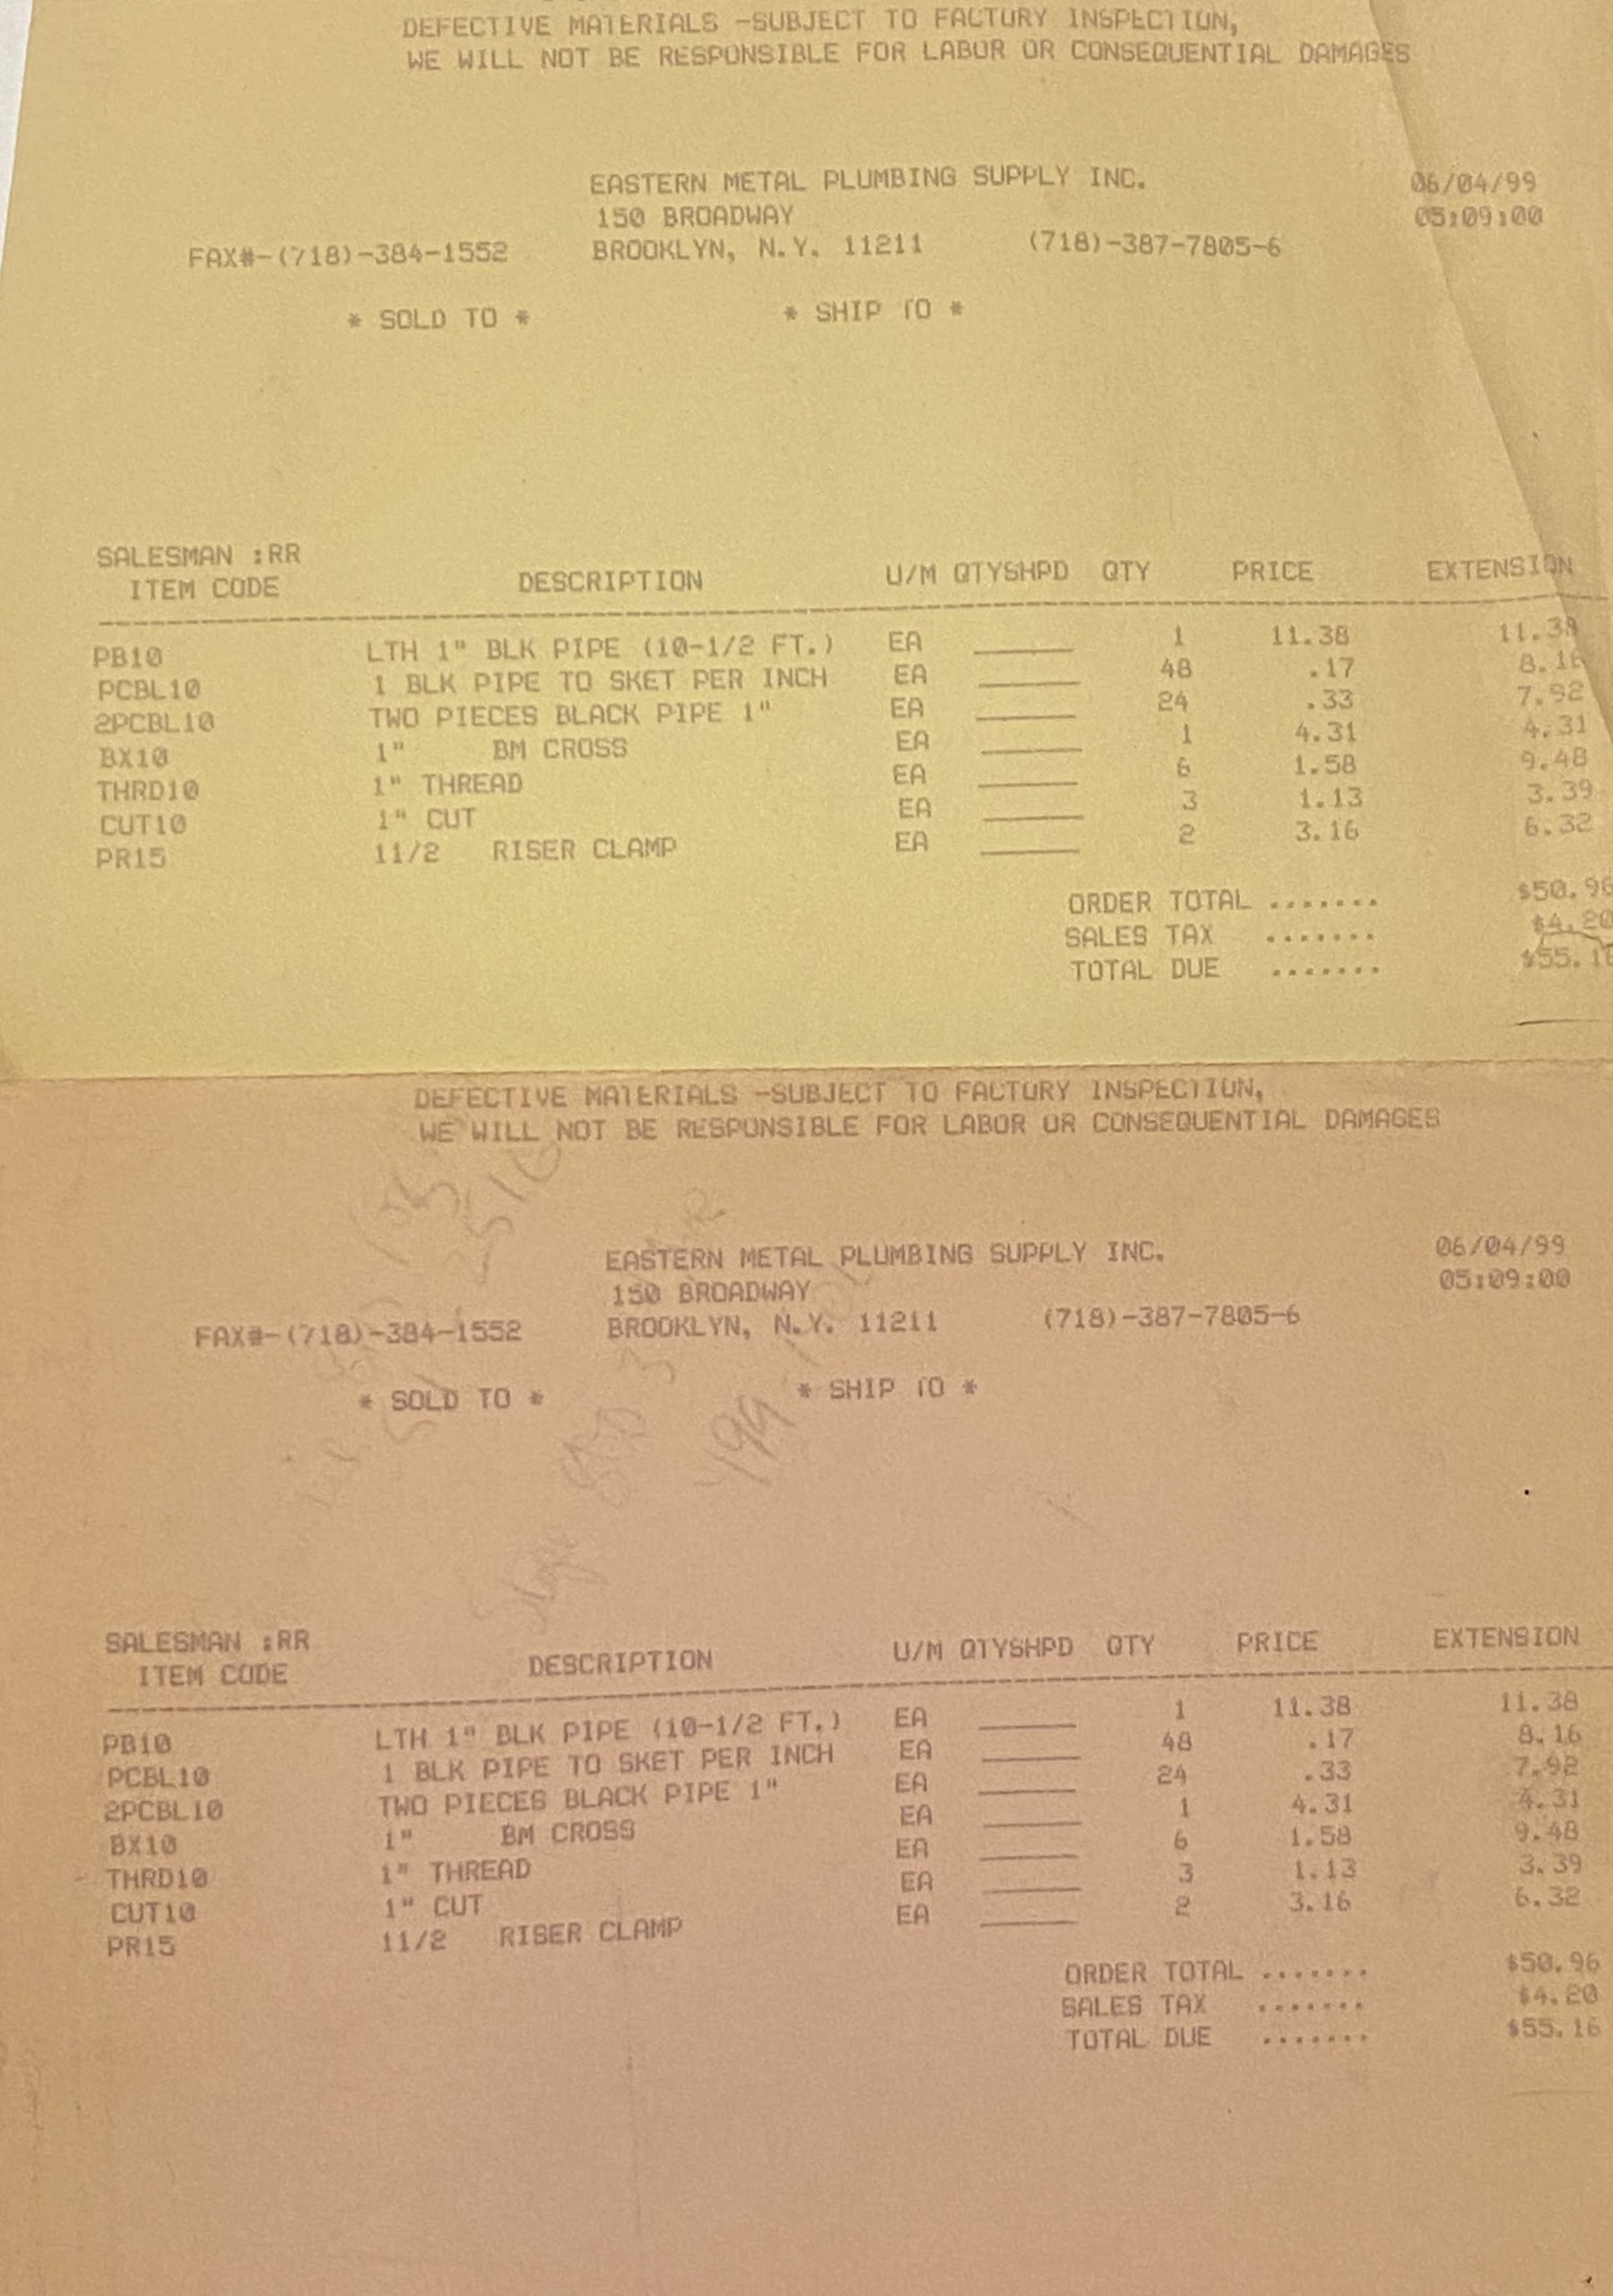 DEFECTIVE MATERIALS -SUBJECT TO FACTORY INSPECTION,
WE WILL NOT BE RESPONSIBLE FOR LABOR OR CONSEQUENTIAL DAMAGES
EASTERN METAL PLUMBING SUPPLY INC. 06/04/99
150 BROADWAY 05:09:00
FAX#-(718)-384-1552 BROOKLYN, N.Y. 11211 (718)-387-7805-6
* SOLD TO * * SHIP TO *
SALESMAN :RR
ITEM CODE DESCRIPTION U/M QTYSHPD QTY PRICE EXTENSION
PB10 LTH 1" BLK PIPE (10-1/2 FT.) EA 1 11.38 11.38
PCBL10 1 BLK PIPE TO SKET PER INCH EA 48 .17 8.16
2PCBL10 TWO PIECES BLACK PIPE 1" EA 24 .33 7.92
BX10 1" BM CROSS EA 1 4.31 4.31
THRD10 1" THREAD EA 6 1.58 9.48
CUT10 1" CUT EA 3 1.13 3.39
PR15 11/2 RISER CLAMP EA 2 3.16 6.32
ORDER TOTAL ....... $50.96
SALES TAX ....... $4.20
TOTAL DUE ....... $55.16
DEFECTIVE MATERIALS -SUBJECT TO FACTORY INSPECTION,
WE WILL NOT BE RESPONSIBLE FOR LABOR OR CONSEQUENTIAL DAMAGES
EASTERN METAL PLUMBING SUPPLY INC. 06/04/99
150 BROADWAY 05:09:00
FAX#-(718)-384-1552 BROOKLYN, N.Y. 11211 (718)-387-7805-6
* SOLD TO * * SHIP TO *
SALESMAN :RR
ITEM CODE DESCRIPTION U/M QTYSHPD QTY PRICE EXTENSION
PB10 LTH 1" BLK PIPE (10-1/2 FT.) EA 1 11.38 11.38
PCBL10 1 BLK PIPE TO SKET PER INCH EA 48 .17 8.16
2PCBL10 TWO PIECES BLACK PIPE 1" EA 24 .33 7.92
BX10 1" BM CROSS EA 1 4.31 4.31
THRD10 1" THREAD EA 6 1.58 9.48
CUT10 1" CUT EA 3 1.13 3.39
PR15 11/2 RISER CLAMP EA 2 3.16 6.32
ORDER TOTAL ....... $50.96
SALES TAX ....... $4.20
TOTAL DUE ....... $55.16